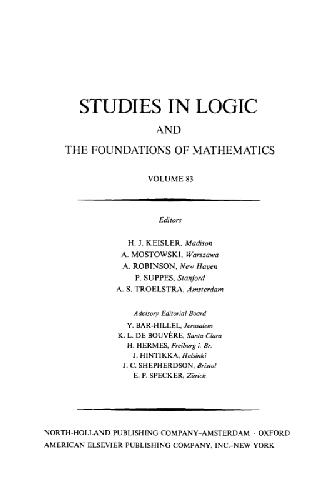 STUDIES IN LOGIC
AND
THE FOUNDATIONS OF MATHEMATICS
VOLUME 83
Editors
H. J. KEISLER, Madison
A. MOSTOWSKI, Warszawa
A. ROBINSON, New Haven
P. SUPPES, Stanford
A. S. TROELSTRA, Amsterdam
Advisory Editorial Board
Y. BAR-HILLEL, Jerusalem
K. L. DE BOUVÈRE, Santa Clara
H. HERMES, Freiburg i. Br.
J. HINTIKKA, Helsinki
J. C. SHEPHERDSON, Bristol
E. P. SPECKER, Zürich
NORTH-HOLLAND PUBLISHING COMPANY–AMSTERDAM · OXFORD
AMERICAN ELSEVIER PUBLISHING COMPANY, INC.–NEW YORK